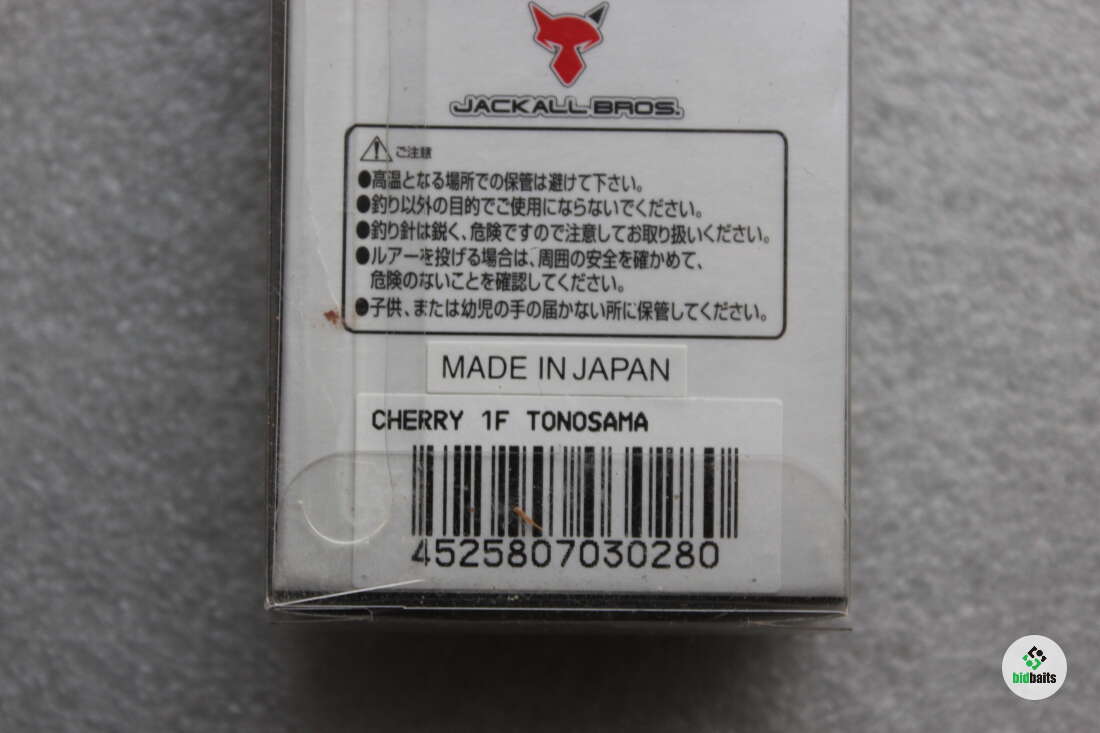 JACKALL BROS.
ご注意
●高温となる場所での保管は避けて下さい。
●釣り以外の目的でご使用にならないでください。
●釣り針は鋭く、危険ですので注意してお取り扱いください。
●ルアーを投げる場合は、周囲の安全を確かめて、
危険のないことを確認してください。
●子供、または幼児の手の届かない所に保管してください。
MADE IN JAPAN
CHERRY 1F TONOSAMA
4525807030280
bidbaits